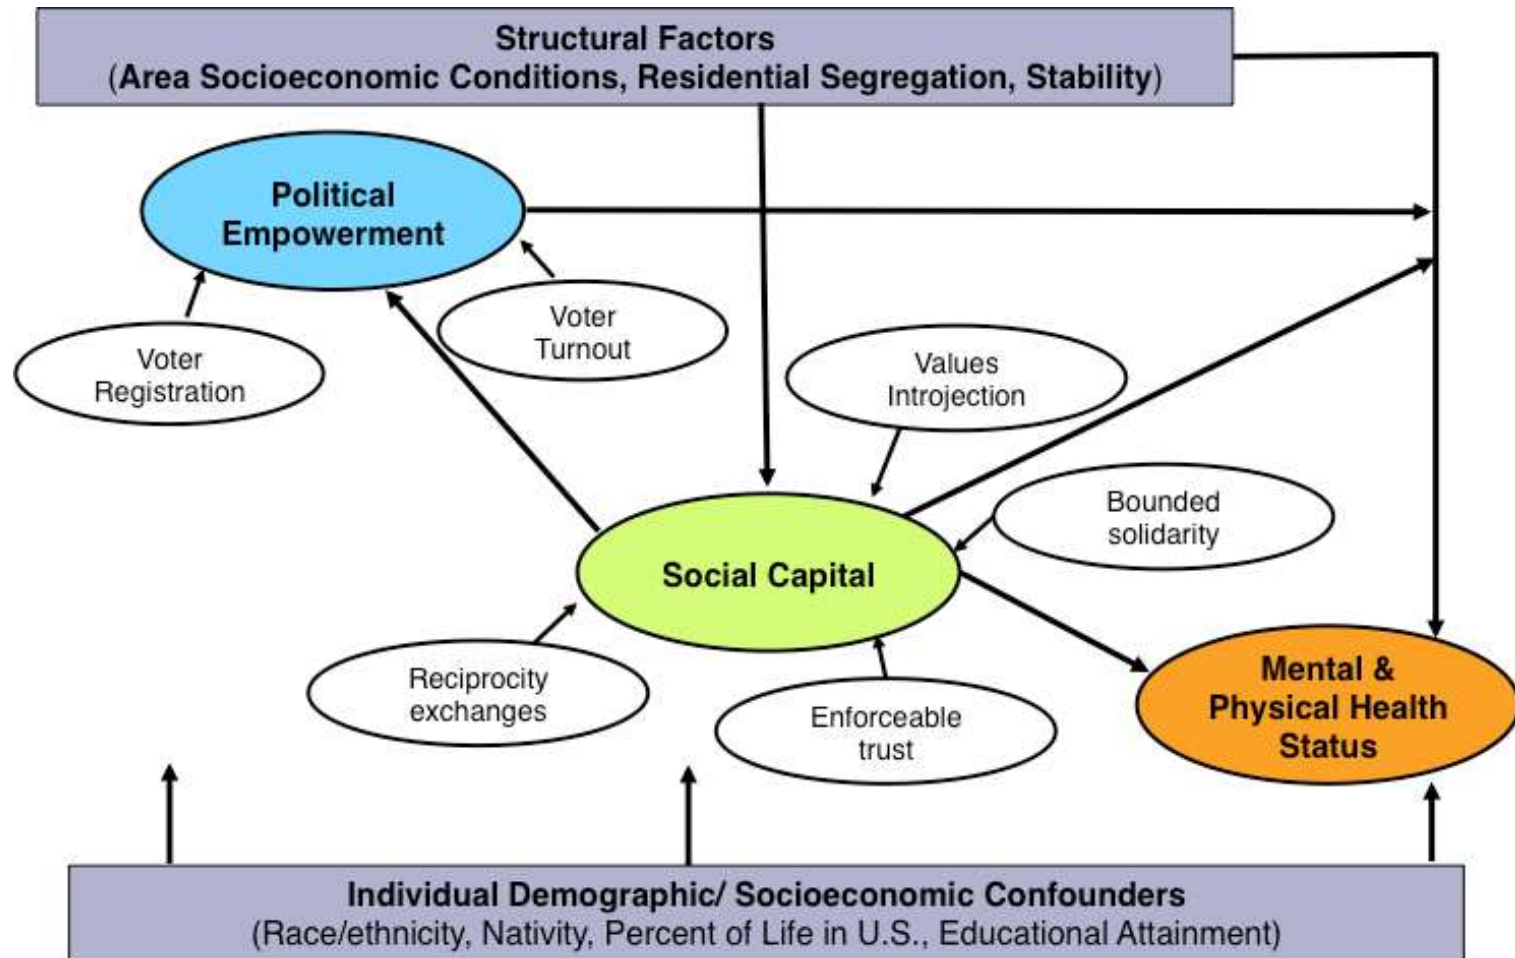 Structural Factors
(Area Socioeconomic Conditions, Residential Segregation, Stability)
Political
Empowerment
Voter
Turnout
Voter
Registration
Values
Introjection
Bounded
solidarity
Social Capital
Reciprocity
exchanges
Enforceable
trust
Mental &
Physical Health
Status
Individual Demographic/ Socioeconomic Confounders
(Race/ethnicity, Nativity, Percent of Life in U.S., Educational Attainment)